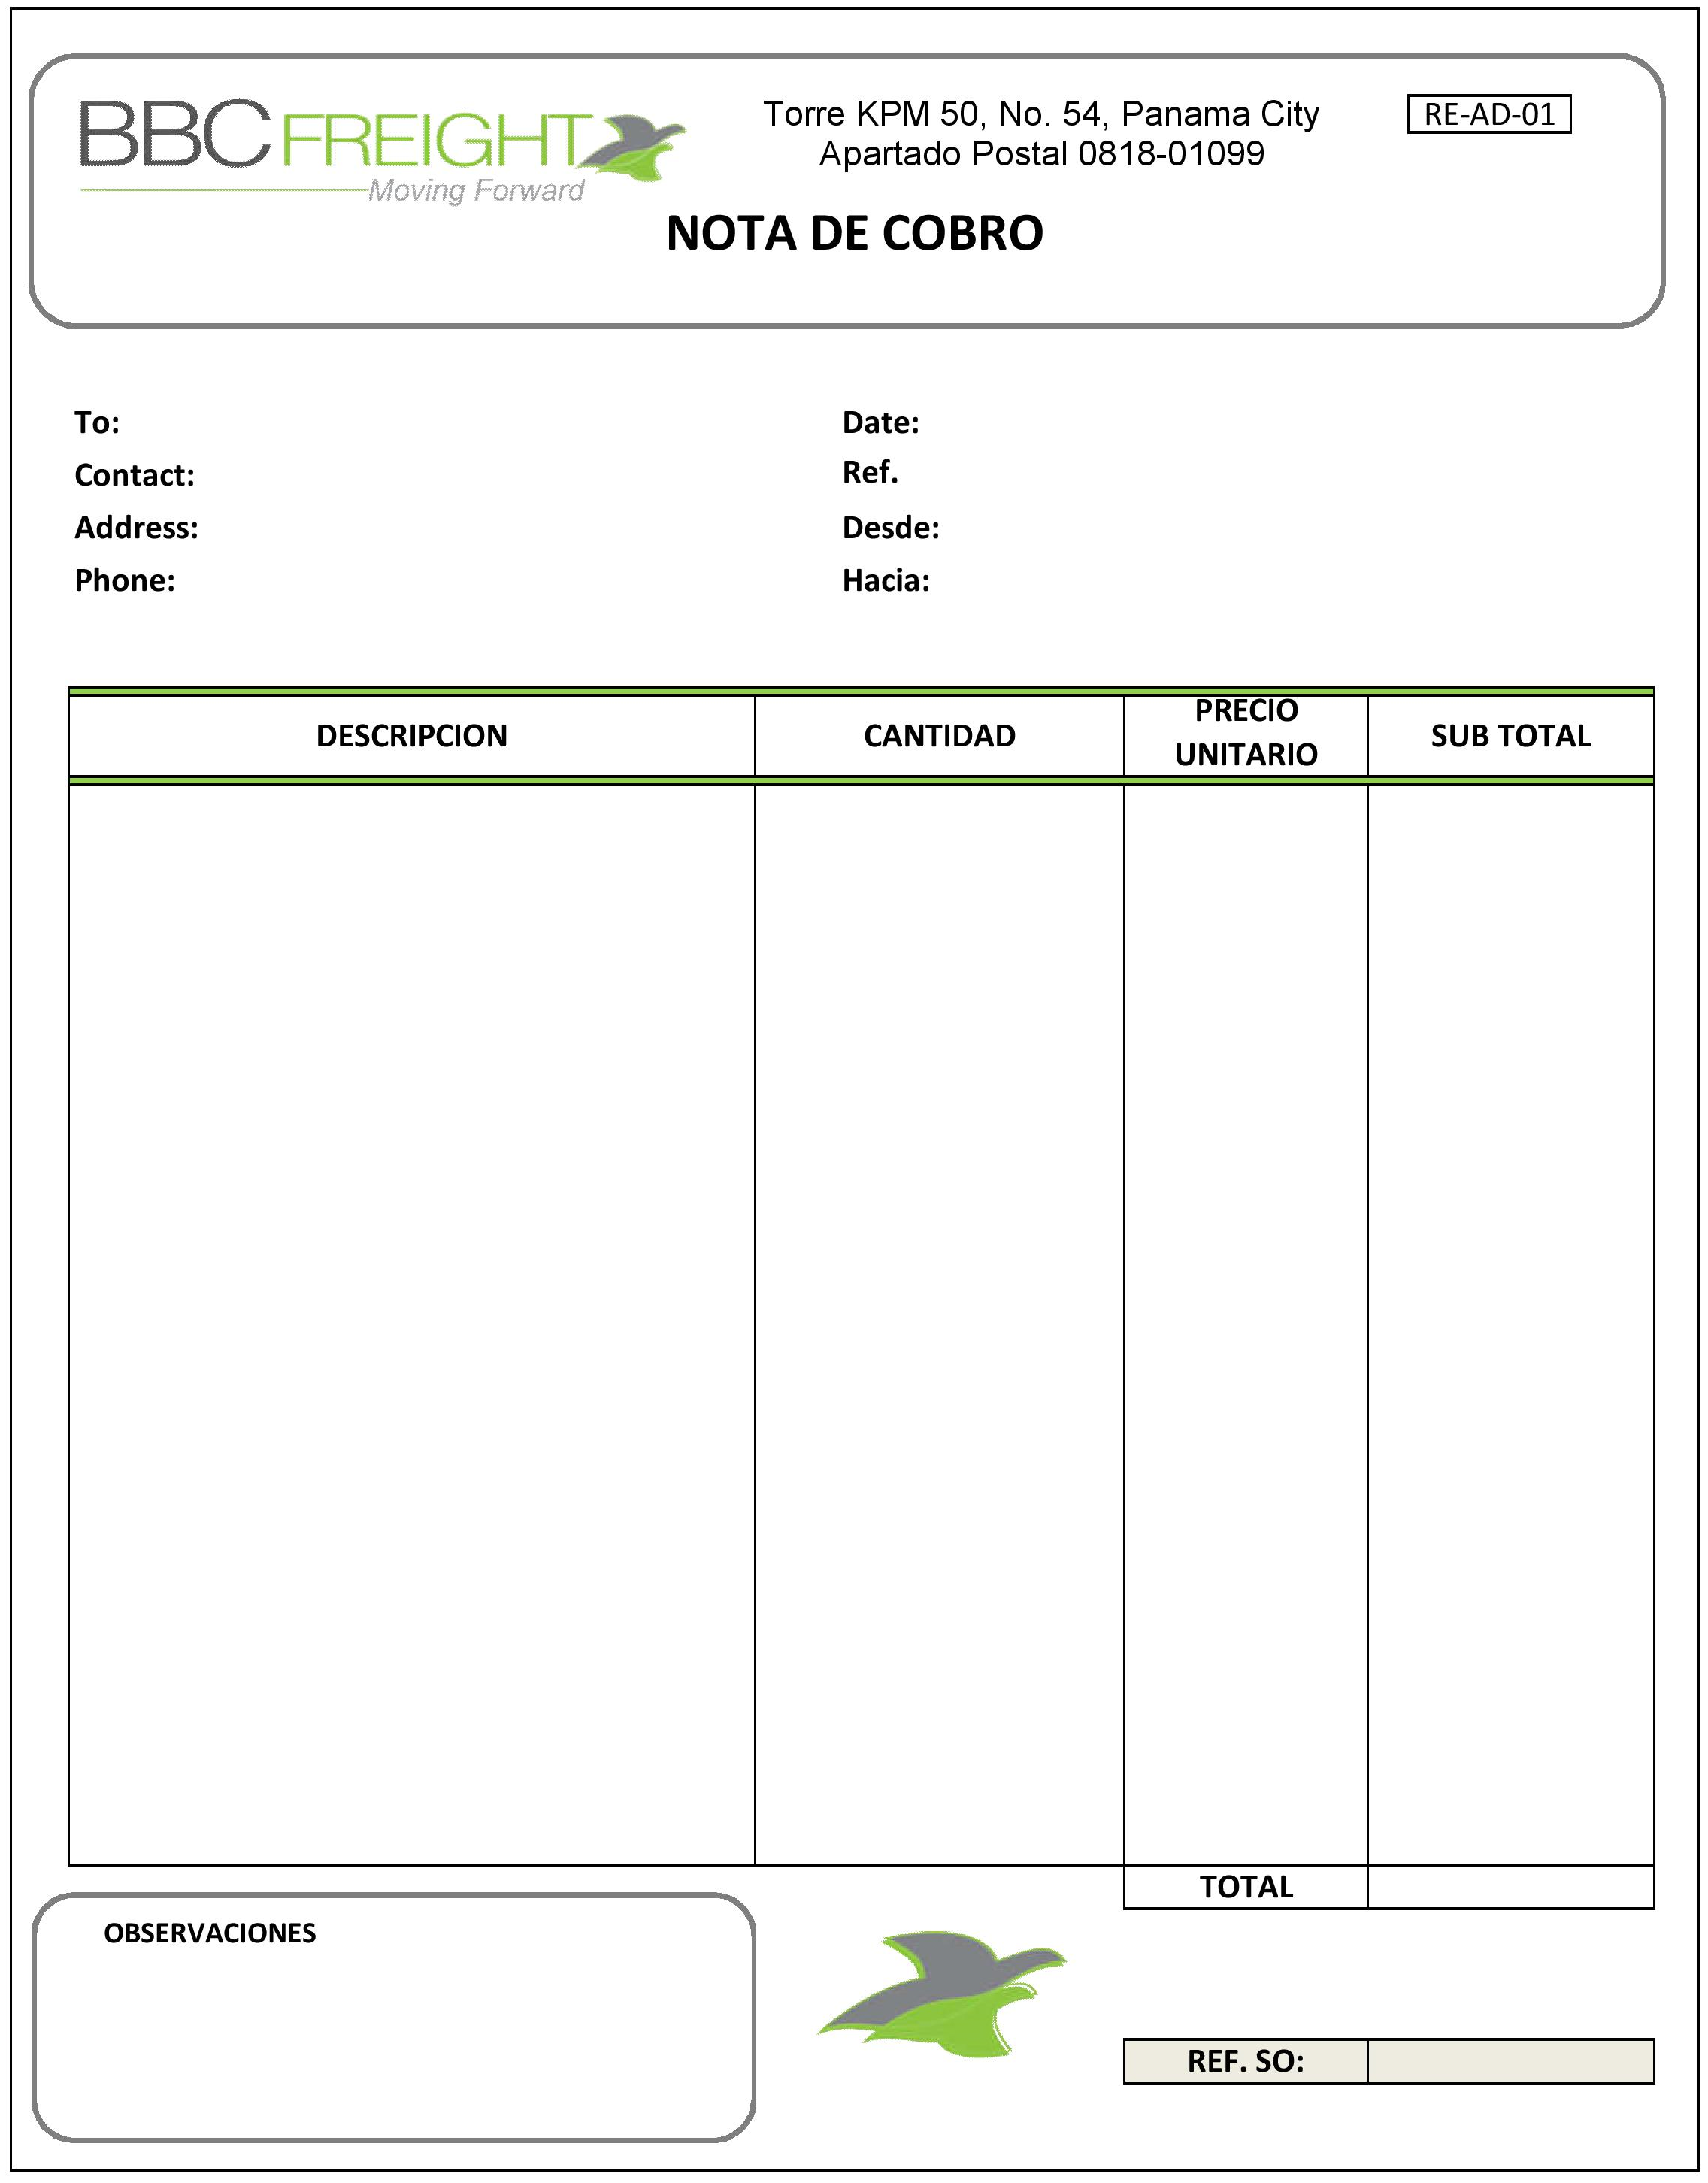 BBC FREIGHT
Moving Forward
Torre KPM 50, No. 54, Panama City
Apartado Postal 0818-01099
RE-AD-01
NOTA DE COBRO
To:
Contact:
Address:
Phone:
Date:
Ref.
Desde:
Hacia:
DESCRIPCION
CANTIDAD
PRECIO
UNITARIO
SUB TOTAL
TOTAL
OBSERVACIONES
REF. SO: